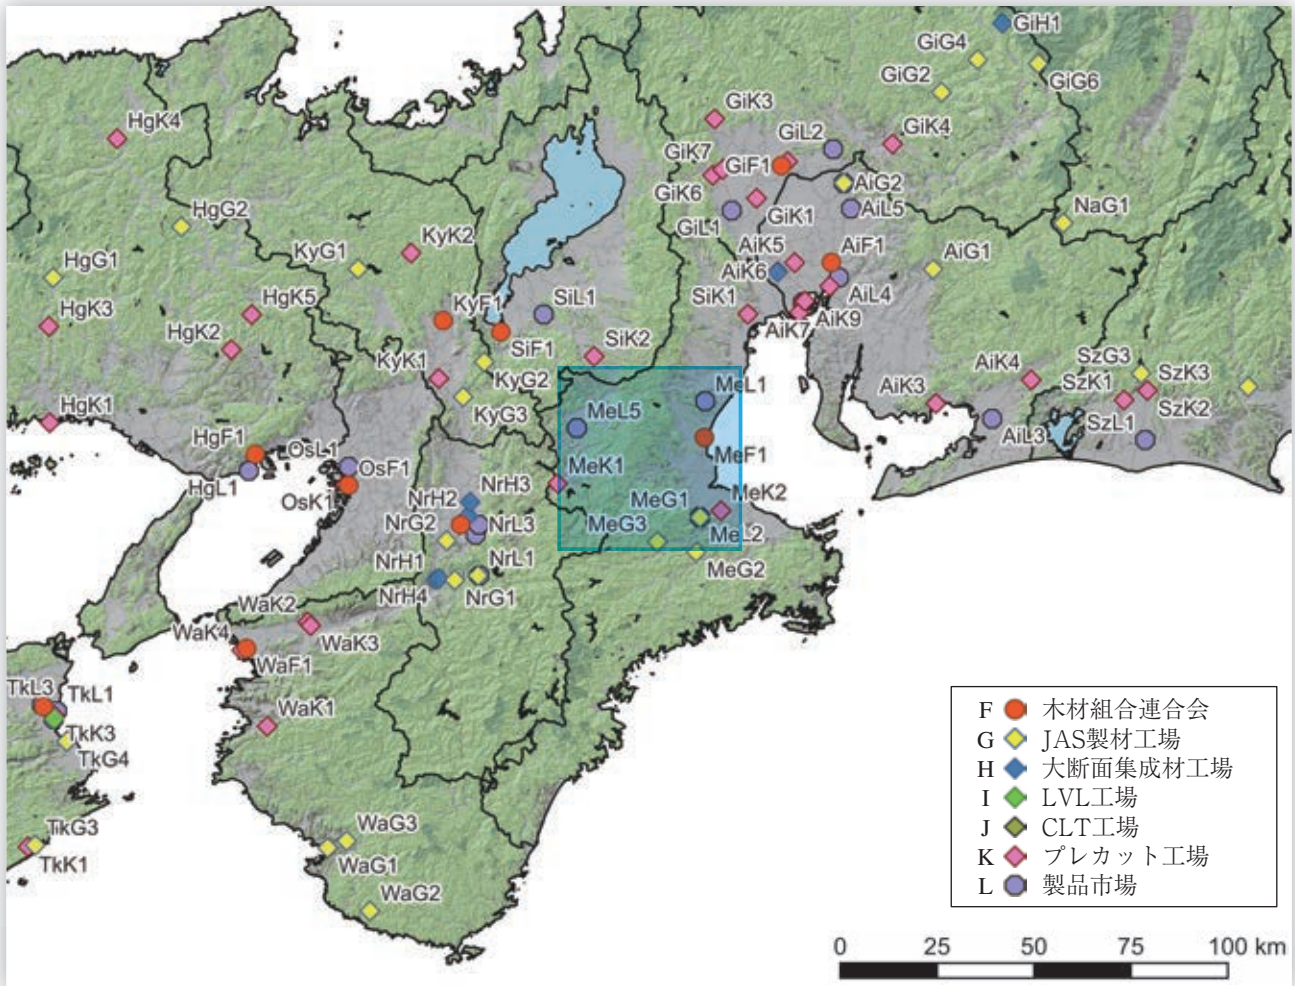 GiH1
GiG4
GiG2
GiG6
HgK4
GiK3
GiL2
GiK4
GiK7
GiF1
GiK6
AiG2
HgG2
GiL1
GiK1
AiL5
NaG1
KyG1
KyK2
AiK5
AiF1
AiG1
HgG1
AiK6
HgK3
HgK5
KyF1
SiL1
SiK1
AiL4
HgK2
AiK7
AiK9
SiF1
SiK2
KyK1
KyG2
AiK4
SzG3
SzK1
SzK3
HgK1
KyG3
MeL5
MeL1
AiK3
SzK2
HgF1
OsL1
AiL3
SzL1
OsF1
MeF1
HgL1
MeK1
OsK1
NrH3
NrH2
MeG1
MeK2
NrG2
NrL3
MeG3
MeL2
NrH1
NrL1
MeG2
NrH4
NrG1
WaK2
WaK4
WaK3
WaF1
TkL3
TkL1
WaK1
TkK3
TkG4
TkG3
WaG3
TkK1
WaG1
WaG2
F 木材組合連合会
G JAS製材工場
H 大断面集成材工場
I LVL工場
J CLT工場
K プレカット工場
L 製品市場
0 25 50 75 100 km